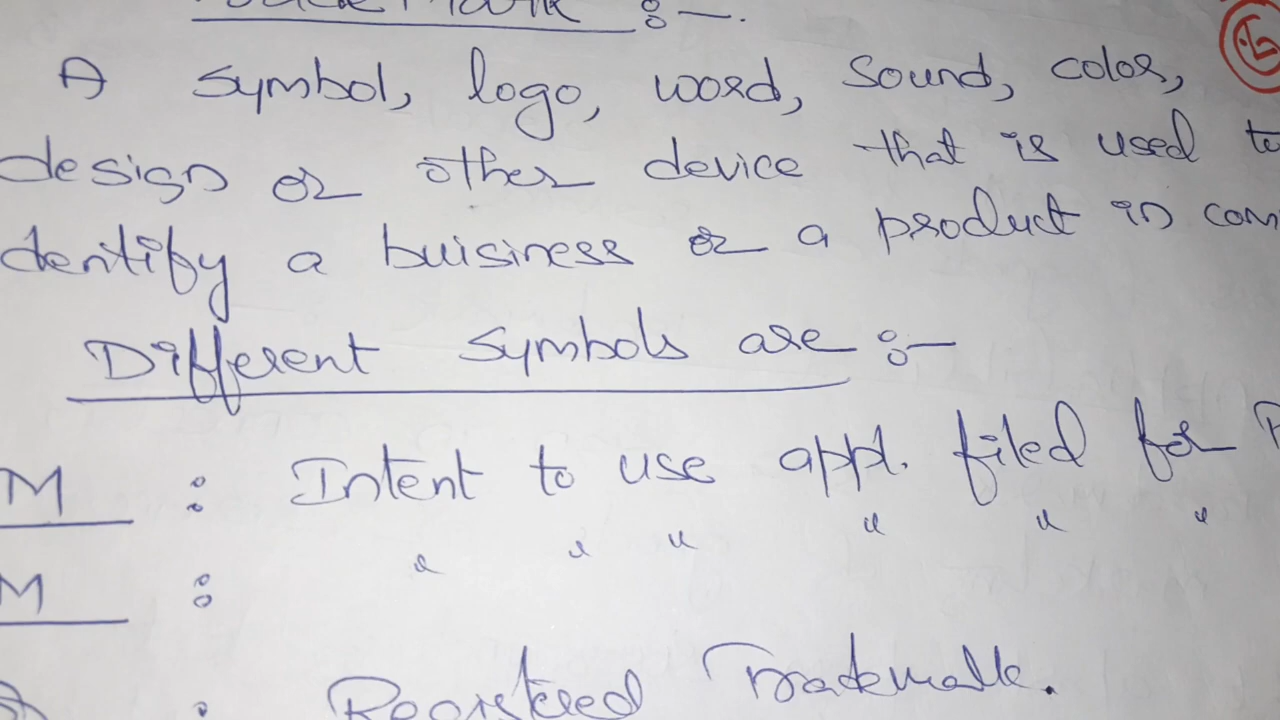 A symbol, logo, word, sound, color,
design or other device that is used to
dentify a buisiness or a product in com
Different symbols are :-
M : Intent to use appl. filed for
M : " " " " " "
: Registered Trademark.